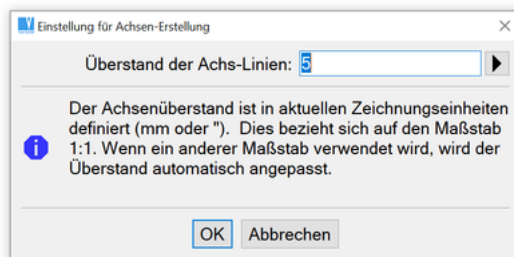 Einstellung für Achsen-Erstellung
Überstand der Achs-Linien: 5
Der Achsenüberstand ist in aktuellen Zeichnungseinheiten
definiert (mm oder "). Dies bezieht sich auf den Maßstab
1:1. Wenn ein anderer Maßstab verwendet wird, wird der
Überstand automatisch angepasst.
OK Abbrechen